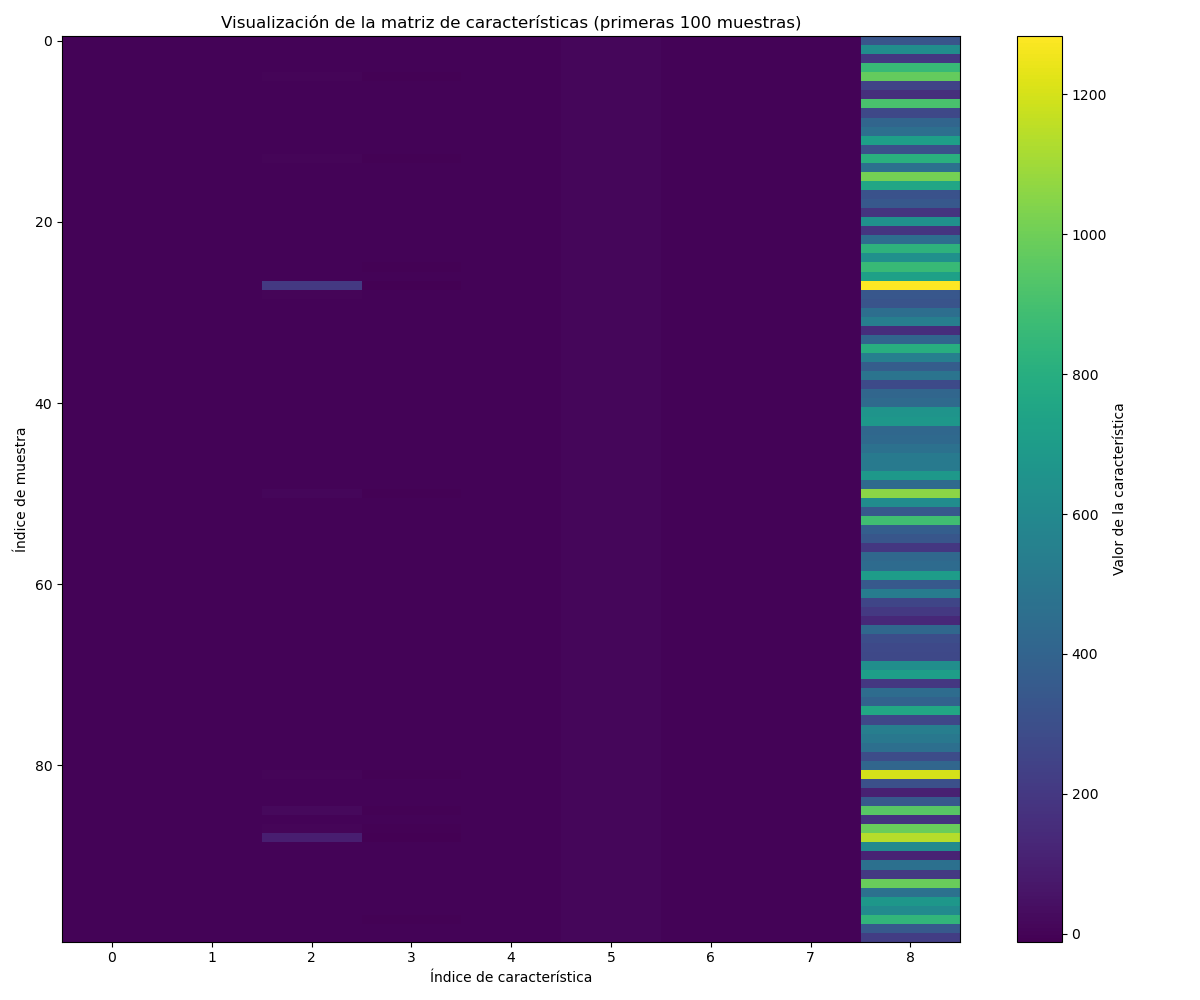 Visualización de la matriz de características (primeras 100 muestras)
0
20
40
60
80
Índice de muestra
0 1 2 3 4 5 6 7 8
Índice de característica
1200
1000
800
600
400
200
0
Valor de la característica